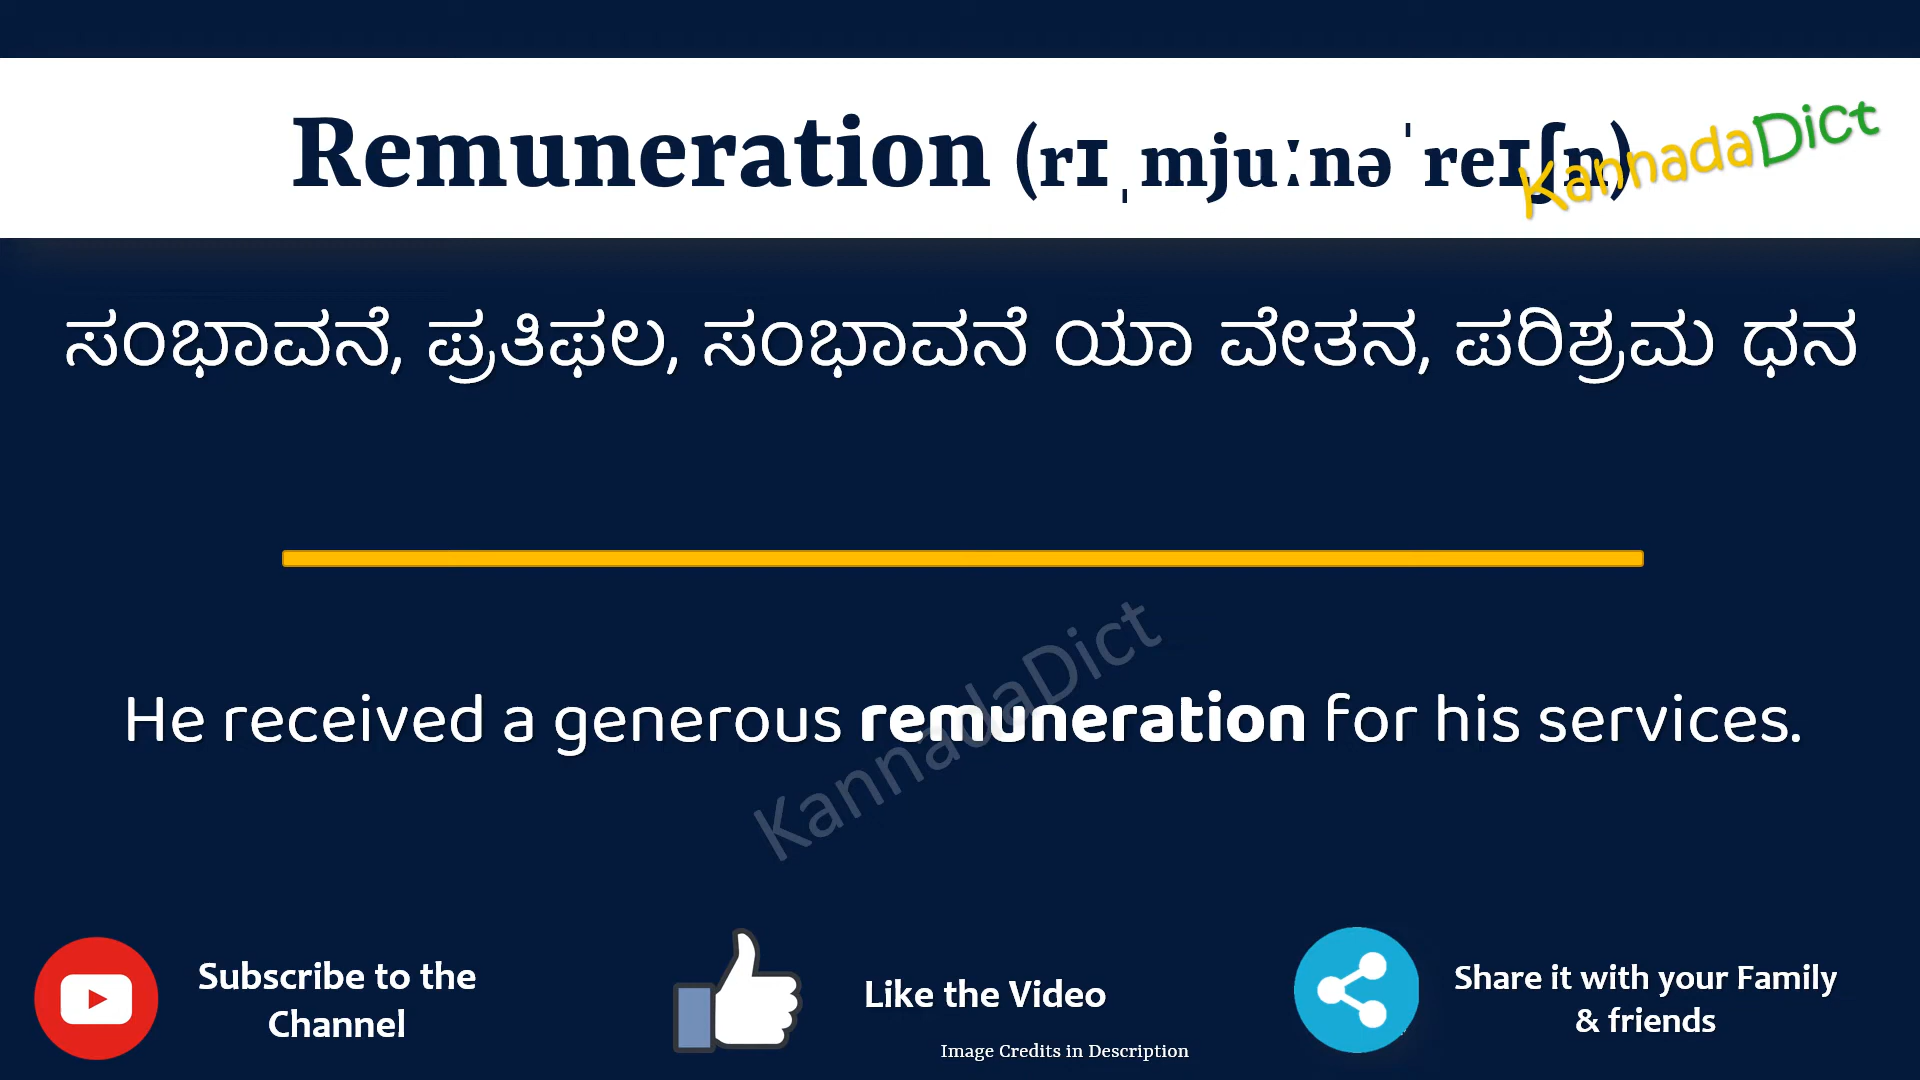 Remuneration (rɪˌmjuːnəˈreɪʃn)
KannadaDict
ಸಂಭಾವನೆ, ಪ್ರತಿಫಲ, ಸಂಭಾವನೆ ಯಾ ವೇತನ, ಪರಿಶ್ರಮ ಧನ
KannadaDict
He received a generous remuneration for his services.
Subscribe to the
Channel
Like the Video
Share it with your Family
& friends
Image Credits in Description